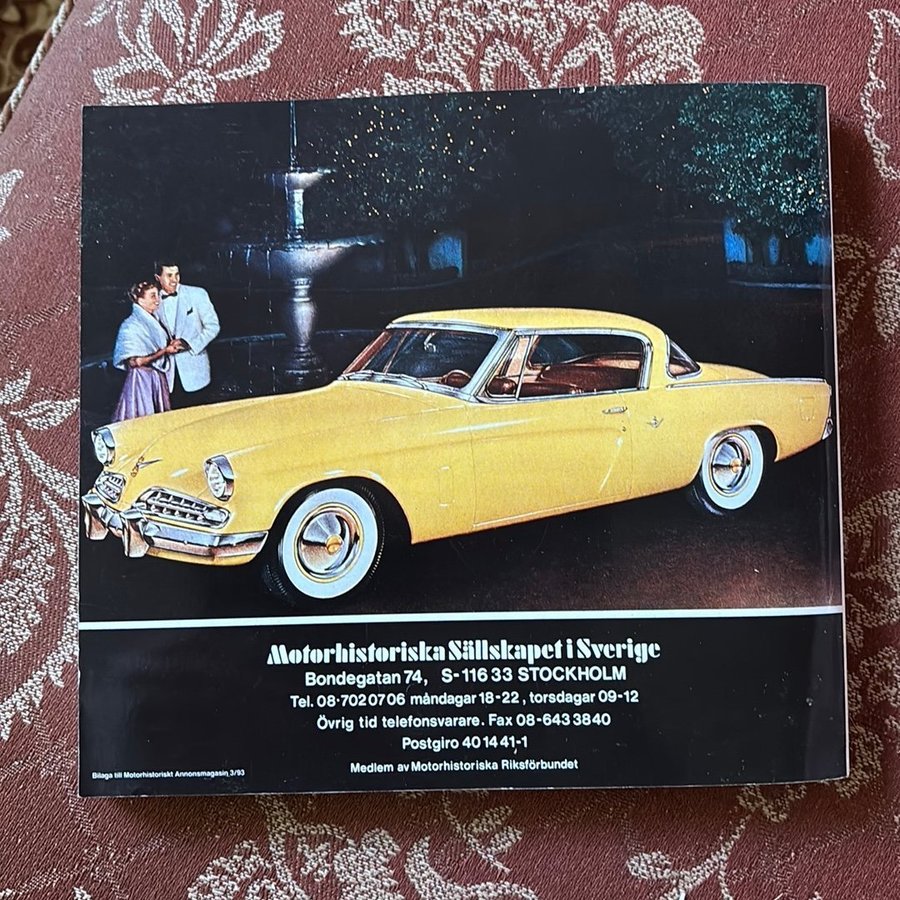 Motorhistoriska Sällskapet i Sverige
Bondegatan 74, S-116 33 STOCKHOLM
Tel. 08-702 07 06 måndagar 18-22, torsdagar 09-12
Övrig tid telefonsvarare. Fax 08-643 38 40
Postgiro 40 14 41-1
Medlem av Motorhistoriska Riksförbundet
Bilaga till Motorhistoriskt Annonsmagasin 3/93